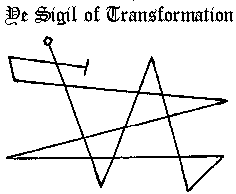 Ye Sigil of Transformation